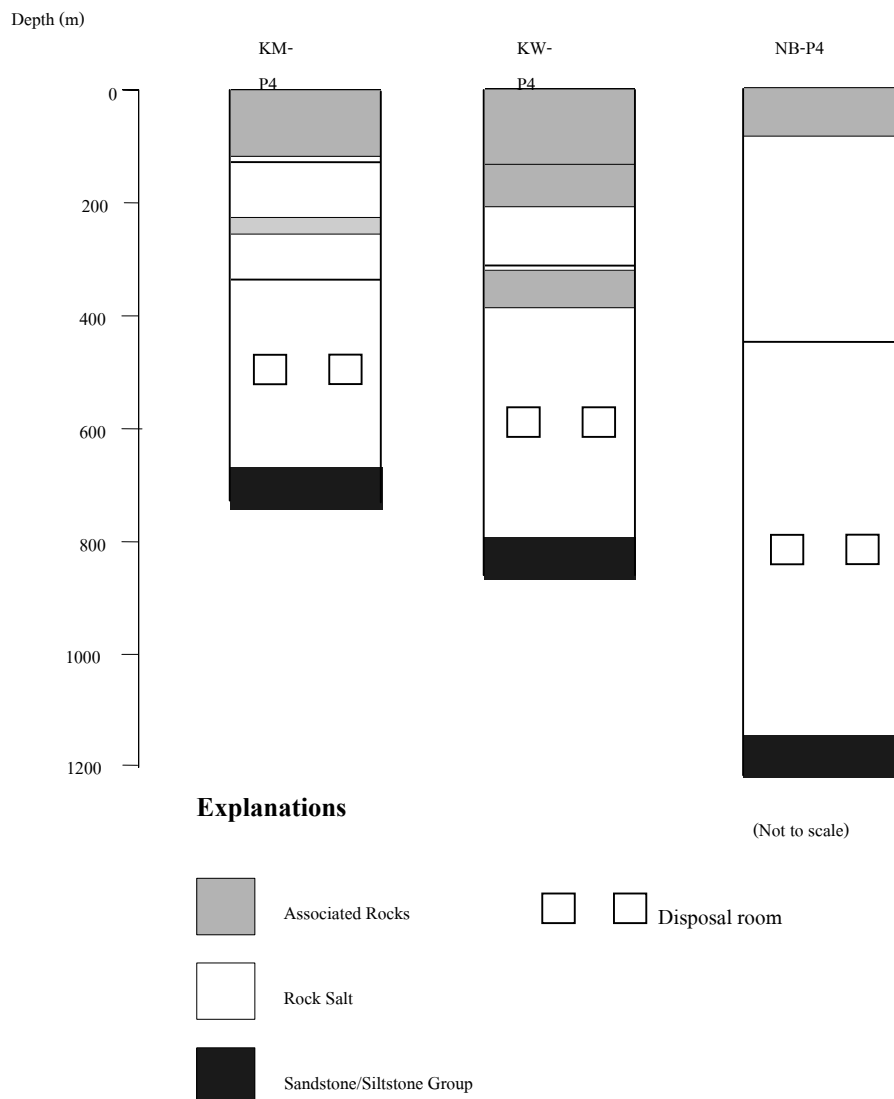 Depth (m)
KM-
P4
KW-
P4
NB-P4
0
200
400
600
800
1000
1200
Explanations
(Not to scale)
Associated Rocks
Disposal room
Rock Salt
Sandstone/Siltstone Group